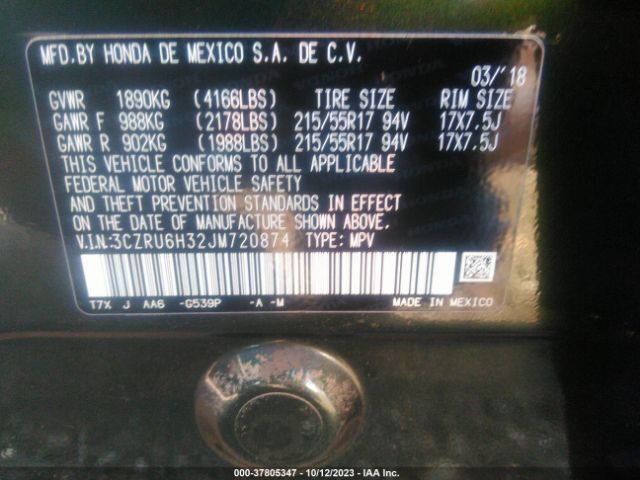 MFD.BY HONDA DE MEXICO S.A. DE C.V.
03/'18
GVWR 1890KG (4166LBS) TIRE SIZE RIM SIZE
GAWR F 988KG (2178LBS) 215/55R17 94V 17X7.5J
GAWR R 902KG (1988LBS) 215/55R17 94V 17X7.5J
THIS VEHICLE CONFORMS TO ALL APPLICABLE
FEDERAL MOTOR VEHICLE SAFETY
AND THEFT PREVENTION STANDARDS IN EFFECT
ON THE DATE OF MANUFACTURE SHOWN ABOVE.
V.I.N:3CZRU6H32JM720874 TYPE: MPV
T7X J AA6 -G539P -A -M MADE IN MEXICO
000-37805347 - 10/12/2023 - IAA Inc.